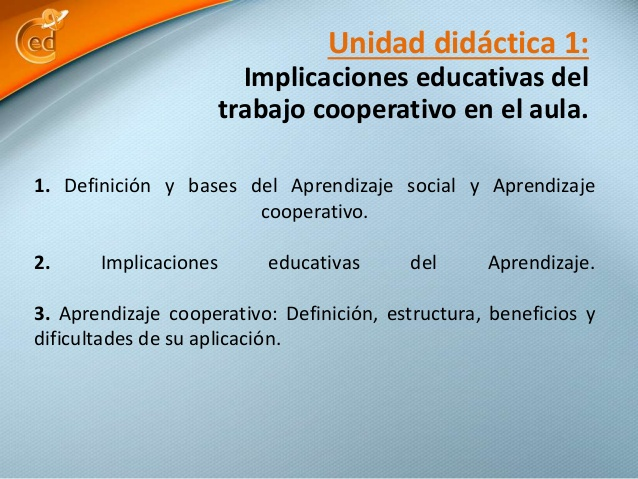 ed
Unidad didáctica 1:
Implicaciones educativas del
trabajo cooperativo en el aula.
1. Definición y bases del Aprendizaje social y Aprendizaje
cooperativo.
2. Implicaciones educativas del Aprendizaje.
3. Aprendizaje cooperativo: Definición, estructura, beneficios y
dificultades de su aplicación.